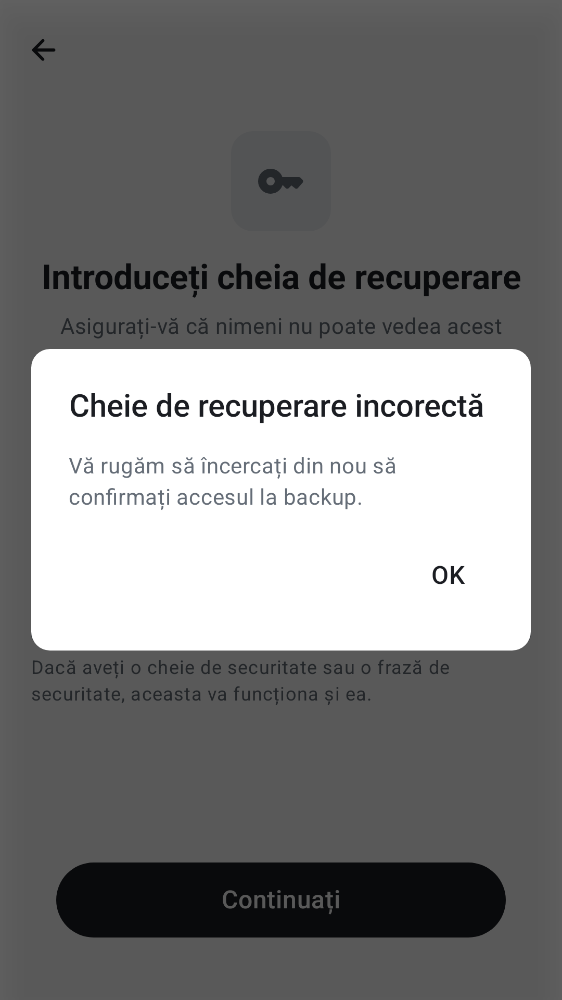 Introduceți cheia de recuperare
Asigurați-vă că nimeni nu poate vedea acest
Cheie de recuperare incorectă
Vă rugăm să încercați din nou să
confirmați accesul la backup.
OK
Dacă aveți o cheie de securitate sau o frază de
securitate, aceasta va funcționa și ea.
Continuați